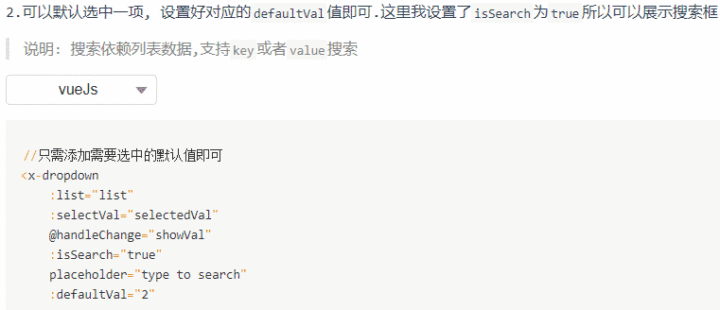 2.可以默认选中一项, 设置好对应的defaultVal值即可.这里我设置了isSearch为true所以可以展示搜索框
说明: 搜索依赖列表数据,支持key或者value搜索
vueJs
//只需添加需要选中的默认值即可
<x-dropdown
:list="list"
:selectVal="selectedVal"
@handleChange="showVal"
:isSearch="true"
placeholder="type to search"
:defaultVal="2"